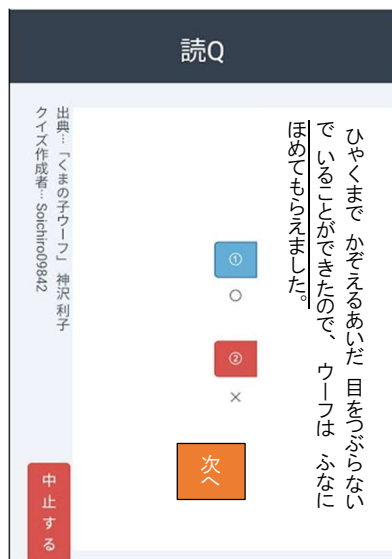 読Q
ひゃくまで かぞえるあいだ 目をつぶらない
で いることができたので、 ウーフは ふなに
ほめてもらえました。
①
○
②
×
次へ
出典…「くまの子ウーフ」 神沢 利子
クイズ作成者… Soichiro09842
中止する